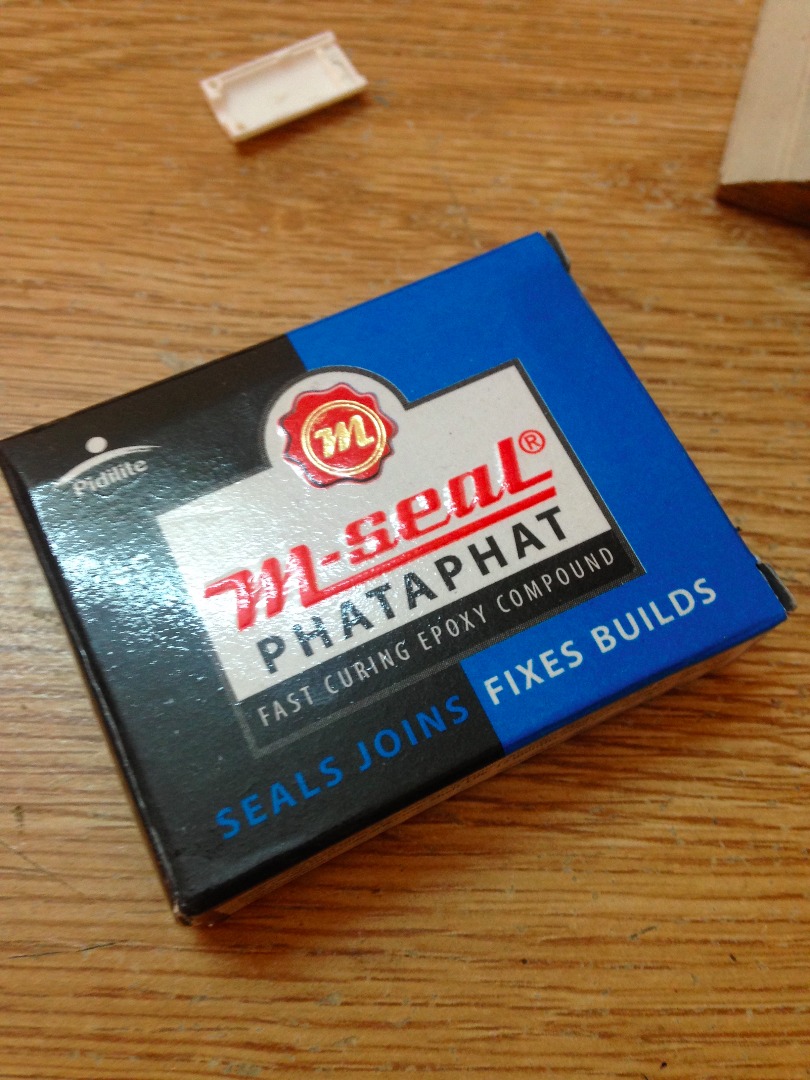 Pidilite
m
m-seal®
PHATAPHAT
FAST CURING EPOXY COMPOUND
SEALS JOINS FIXES BUILDS